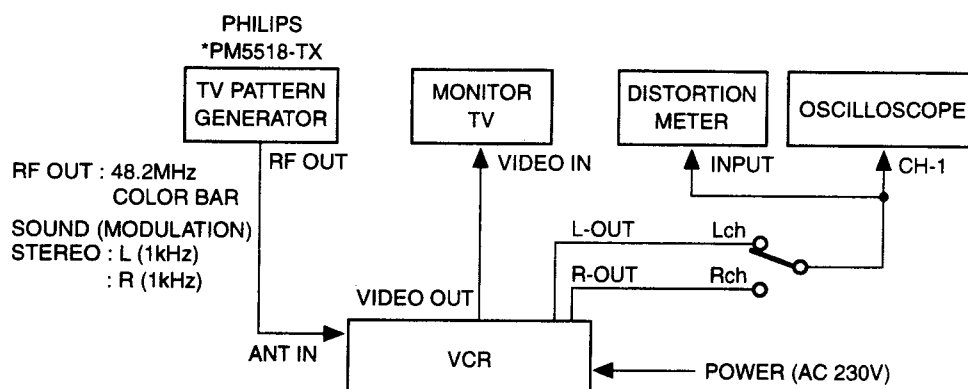 PHILIPS
*PM5518-TX
TV PATTERN
GENERATOR
MONITOR
TV
DISTORTION
METER
OSCILLOSCOPE
RF OUT
VIDEO IN
INPUT
CH-1
RF OUT : 48.2MHz
COLOR BAR
SOUND (MODULATION)
STEREO : L (1kHz)
: R (1kHz)
L-OUT
Lch
R-OUT
Rch
VIDEO OUT
ANT IN
VCR
POWER (AC 230V)